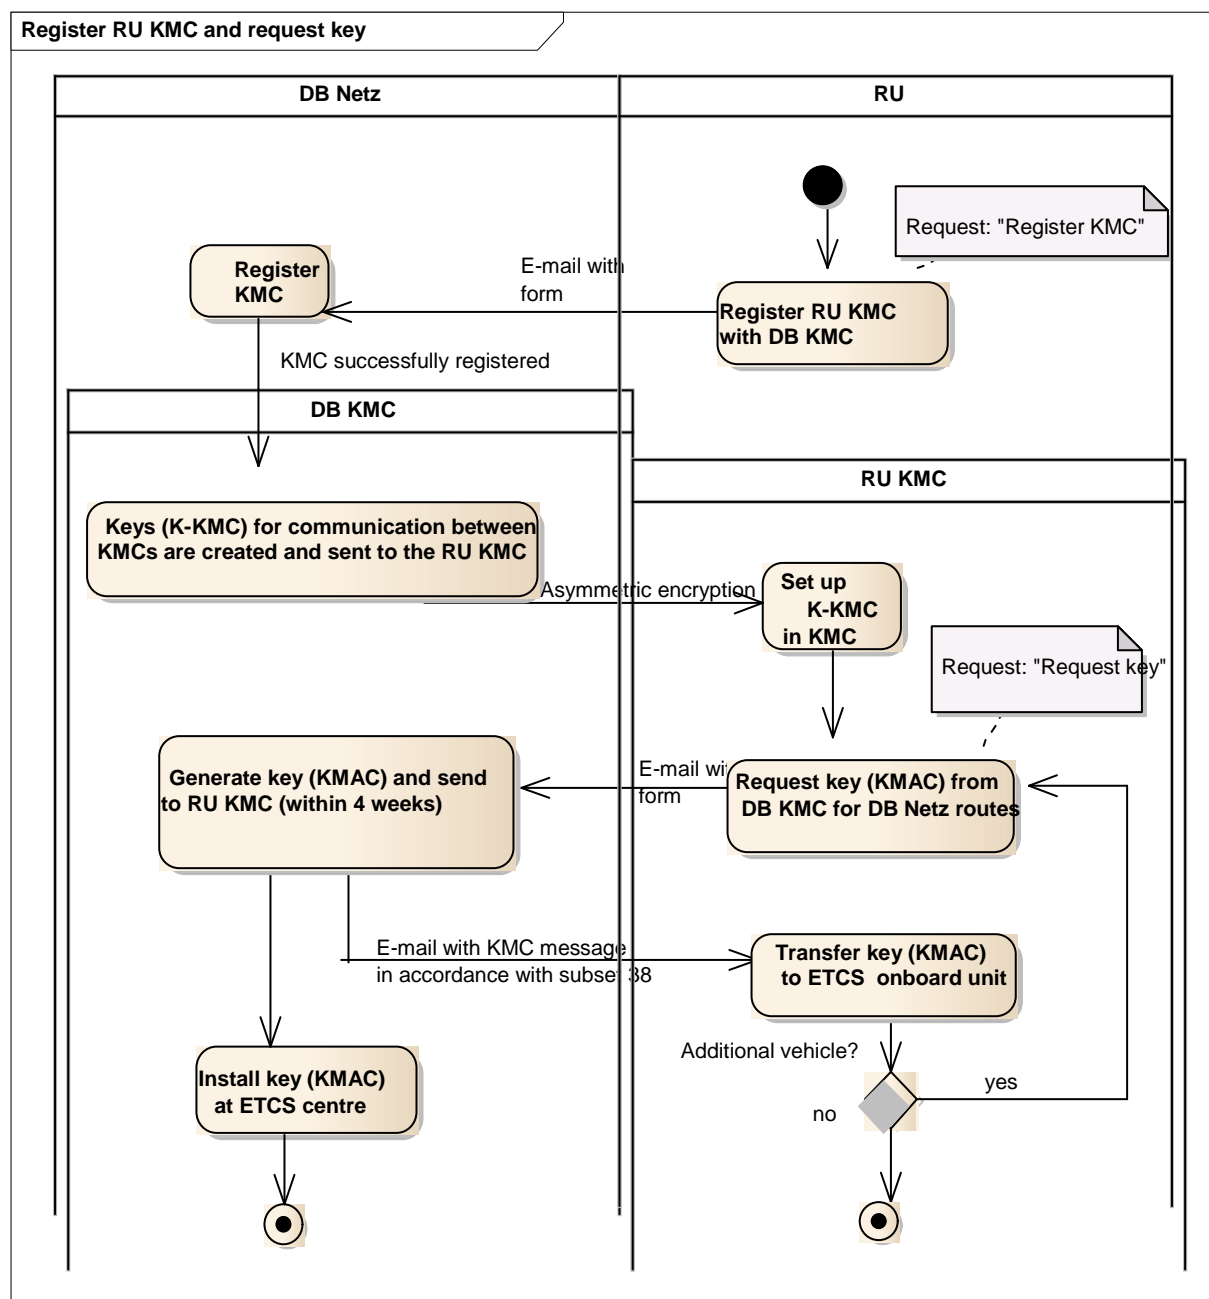 Register RU KMC and request key
DB Netz
RU
Request: "Register KMC"
Register
KMC
E-mail with
form
Register RU KMC
with DB KMC
KMC successfully registered
DB KMC
RU KMC
Keys (K-KMC) for communication between
KMCs are created and sent to the RU KMC
Asymmetric encryption
Set up
K-KMC
in KMC
Request: "Request key"
Generate key (KMAC) and send
to RU KMC (within 4 weeks)
E-mail with
form
Request key (KMAC) from
DB KMC for DB Netz routes
E-mail with KMC message
in accordance with subset 38
Transfer key (KMAC)
to ETCS onboard unit
Additional vehicle?
yes
no
Install key (KMAC)
at ETCS centre